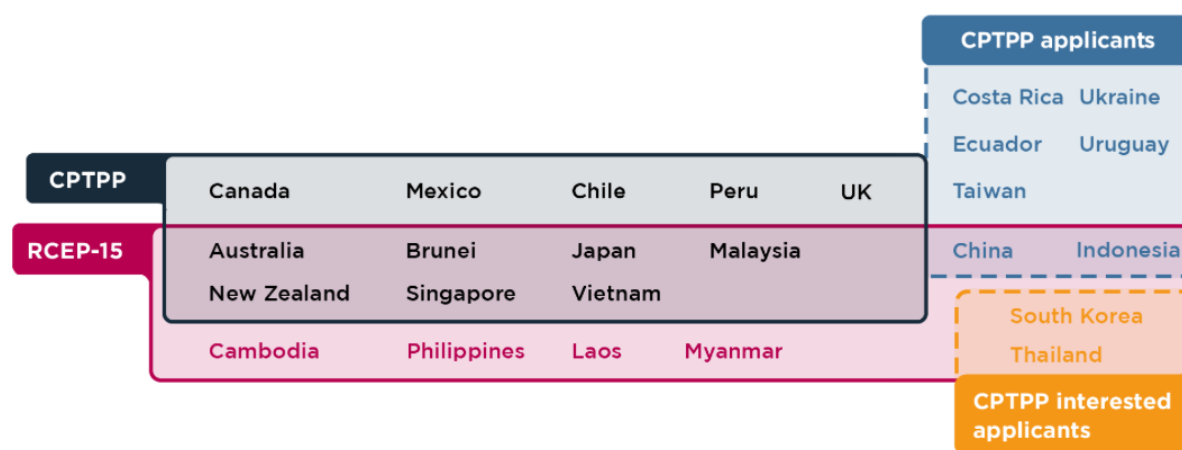 CPTPP applicants
Costa Rica Ukraine
Ecuador Uruguay
CPTPP Canada Mexico Chile Peru UK Taiwan
RCEP-15 Australia Brunei Japan Malaysia China Indonesia
New Zealand Singapore Vietnam
South Korea
Cambodia Philippines Laos Myanmar Thailand
CPTPP interested
applicants